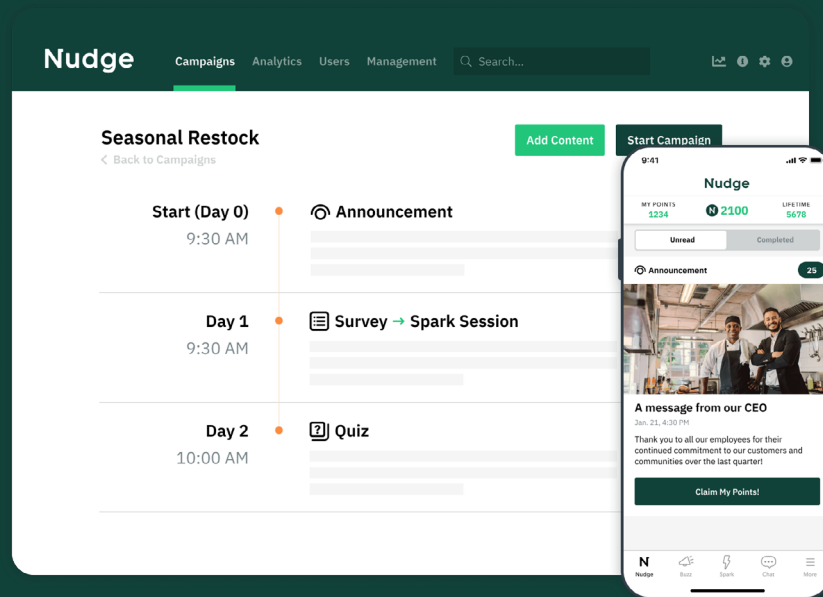 Nudge
Campaigns Analytics Users Management Search...
Seasonal Restock
Back to Campaigns
Add Content
Start Campaign
Start (Day 0)
9:30 AM
Announcement
Day 1
9:30 AM
Survey → Spark Session
Day 2
10:00 AM
Quiz
9:41
Nudge
MY POINTS
1234
N 2100
LIFETIME
5678
Unread
Completed
Announcement
25
A message from our CEO
Jan. 21, 4:30 PM
Thank you to all our employees for their
continued commitment to our customers and
communities over the last quarter!
Claim My Points!
N
Nudge
Buzz
Spark
Chat
More